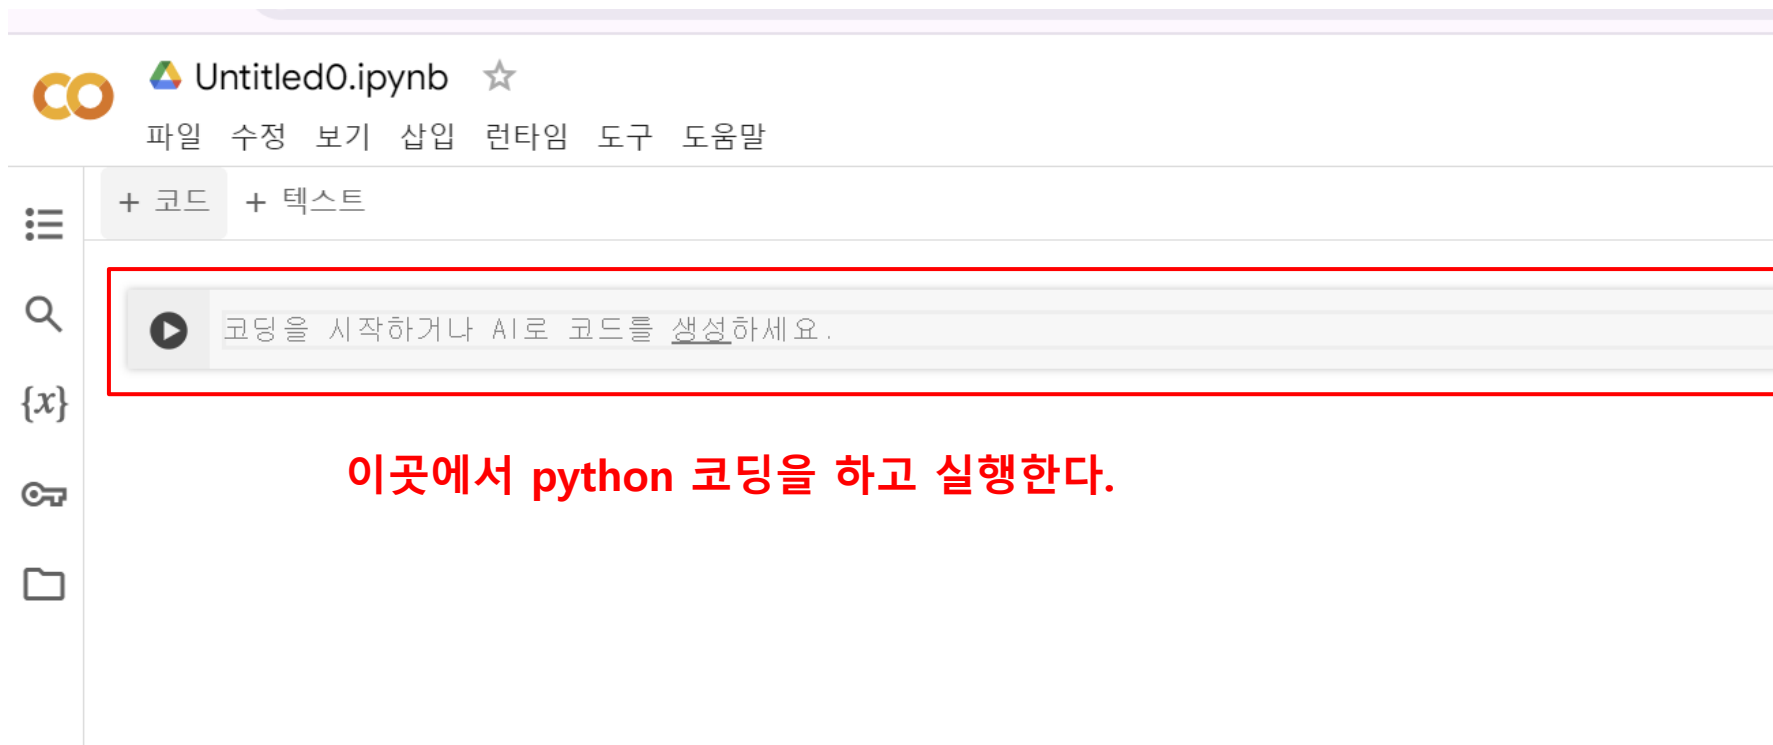 Untitled0.ipynb
파일 수정 보기 삽입 런타임 도구 도움말
+ 코드 + 텍스트
코딩을 시작하거나 AI로 코드를 생성하세요.
{x}
이곳에서 python 코딩을 하고 실행한다.